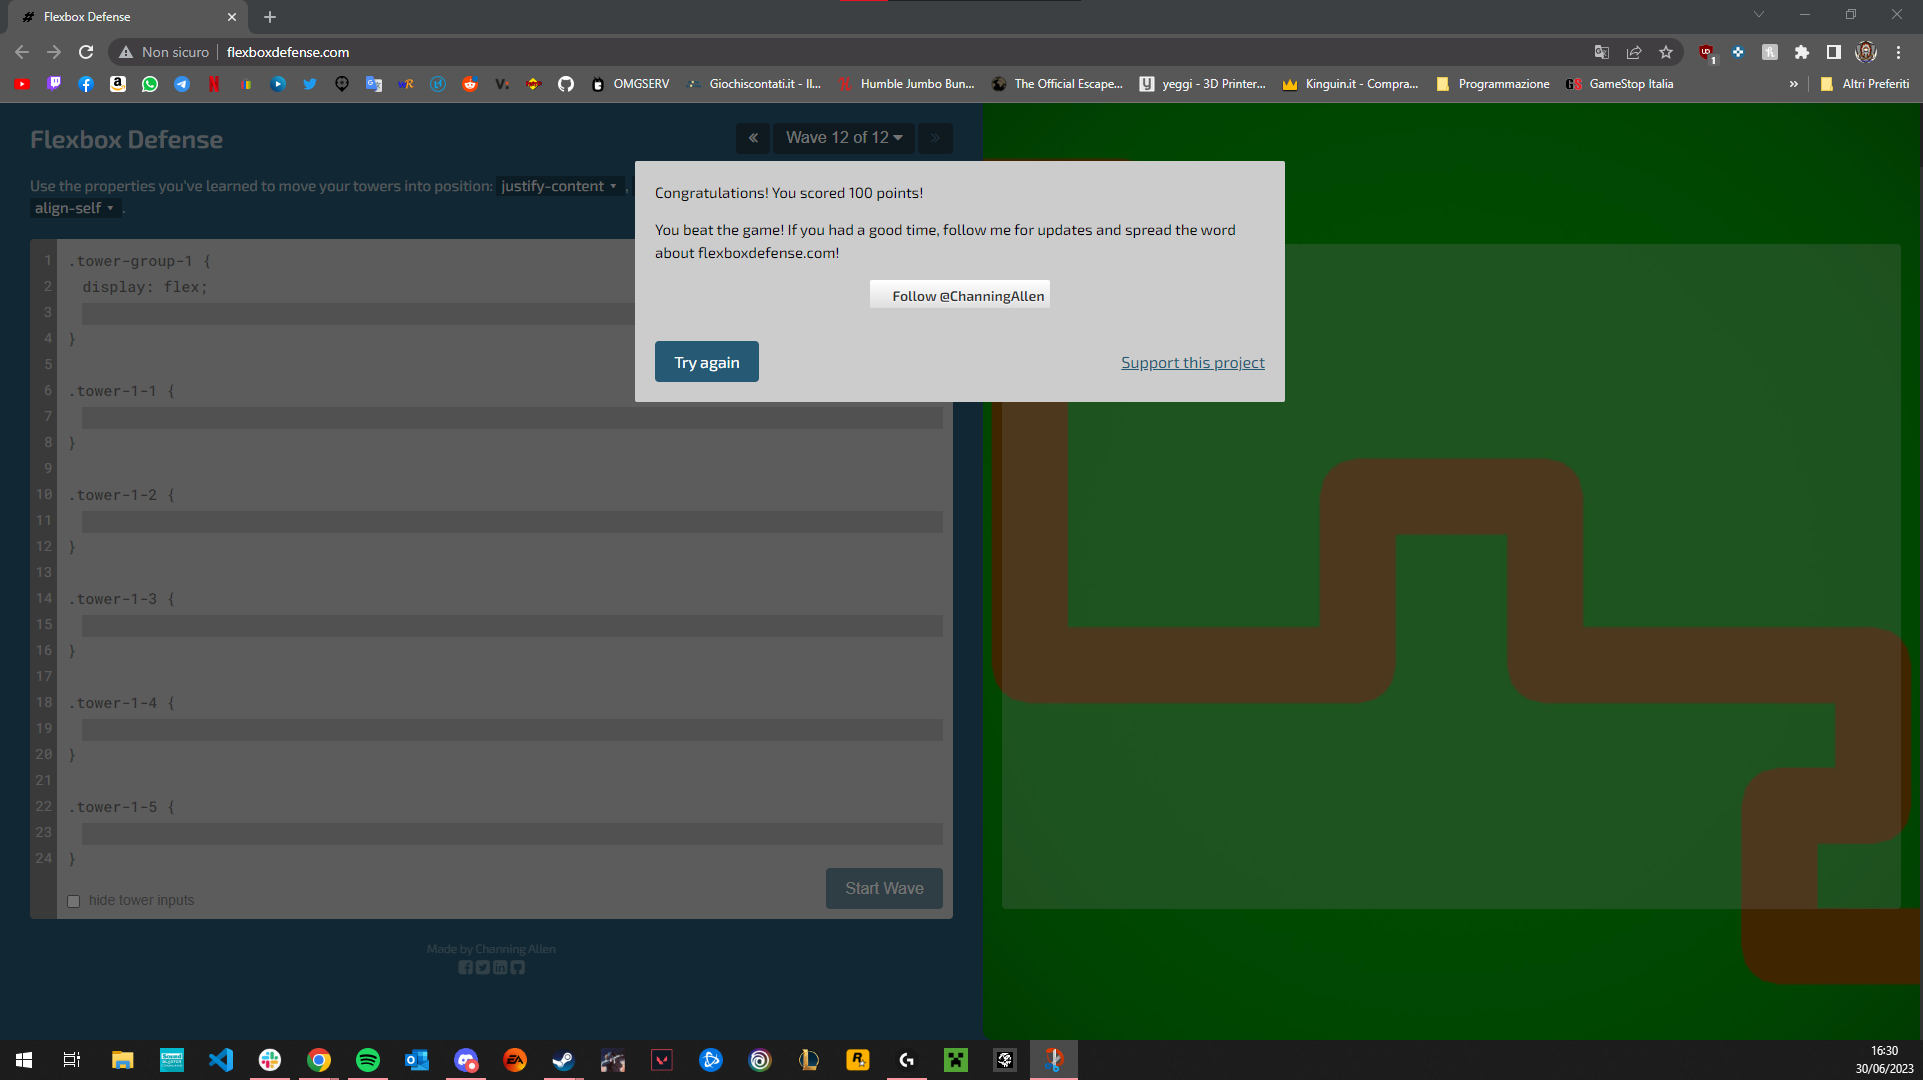 Flexbox Defense
Non sicuro
flexboxdefense.com
1
OMGSERV
Giochiscontati.it - Il...
Humble Jumbo Bun...
The Official Escape...
yeggi - 3D Printer...
Kinguin.it - Compra...
Programmazione
GameStop Italia
»
Altri Preferiti
Flexbox Defense
«
Wave 12 of 12
»
Use the properties you've learned to move your towers into position: justify-content ,
align-self .
Congratulations! You scored 100 points!
You beat the game! If you had a good time, follow me for updates and spread the word
about flexboxdefense.com!
Follow @ChanningAllen
Try again
Support this project
1 .tower-group-1 {
2 display: flex;
3
4 }
5
6 .tower-1-1 {
7
8 }
9
10 .tower-1-2 {
11
12 }
13
14 .tower-1-3 {
15
16 }
17
18 .tower-1-4 {
19
20 }
21
22 .tower-1-5 {
23
24 }
hide tower inputs
Start Wave
Made by Channing Allen
16:30
30/06/2023